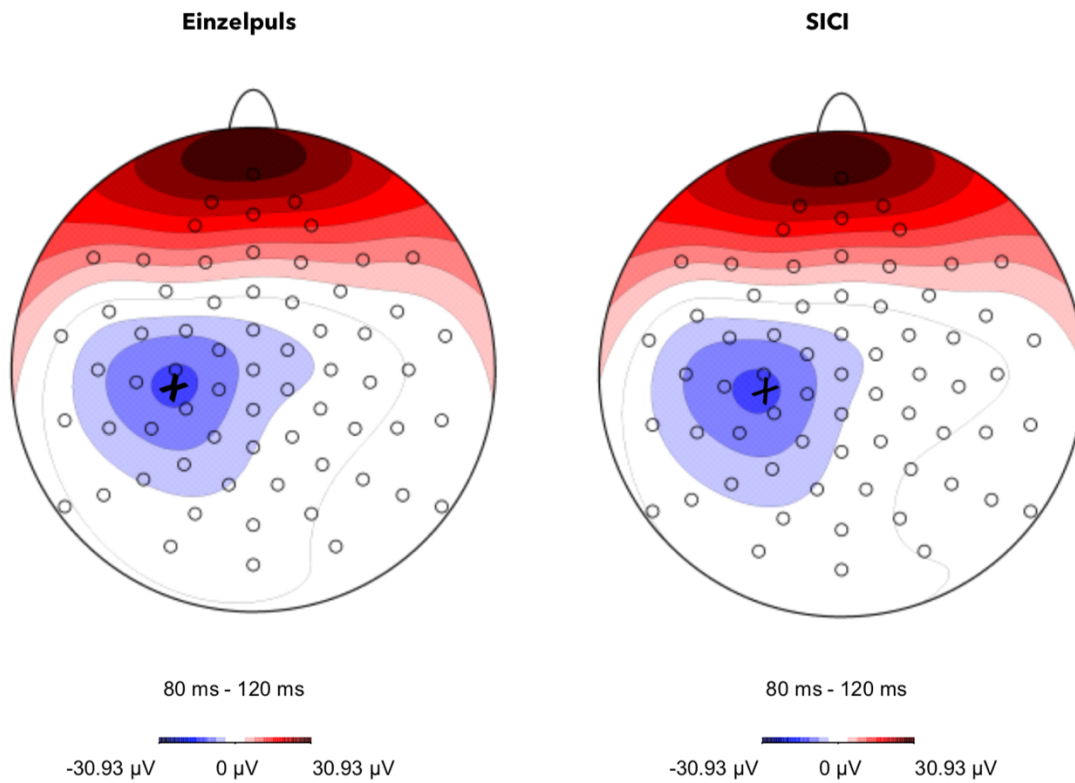 Einzelpuls
SICI
80 ms - 120 ms
80 ms - 120 ms
-30.93 µV 0 µV 30.93 µV
-30.93 µV 0 µV 30.93 µV